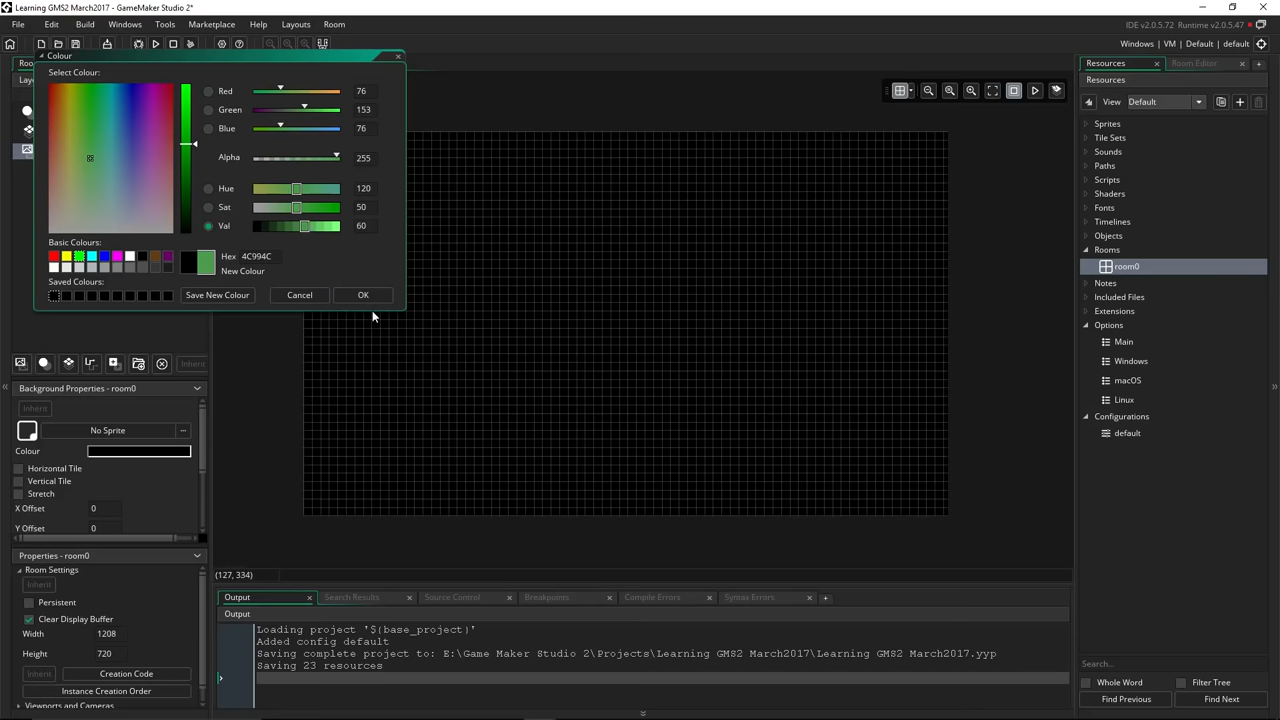 Learning GMS2 March2017 - GameMaker Studio 2*
File Edit Build Windows Tools Marketplace Help Layouts Room
IDE v2.0.5.72 Runtime v2.0.5.47
Windows | VM | Default | default
Colour
Select Colour:
Red 76
Green 153
Blue 76
Alpha 255
Hue 120
Sat 50
Val 60
Basic Colours:
Hex 4C994C
New Colour
Saved Colours:
Save New Colour Cancel OK
Inherit
Background Properties - room0
Inherit
No Sprite ...
Colour
Horizontal Tile
Vertical Tile
Stretch
X Offset 0
Y Offset 0
Properties - room0
Room Settings
Inherit
Persistent
Clear Display Buffer
Width 1208
Height 720
Inherit Creation Code
Instance Creation Order
Viewports and Cameras
(127, 334)
Output Search Results Source Control Breakpoints Compile Errors Syntax Errors
Output
Loading project '$(base_project)'
Added config default
Saving complete project to: E:\Game Maker Studio 2\Projects\Learning GMS2 March2017\Learning GMS2 March2017.yyp
Saving 23 resources
Resources Room Editor
Resources
View Default
Sprites
Tile Sets
Sounds
Paths
Scripts
Shaders
Fonts
Timelines
Objects
Rooms
room0
Notes
Included Files
Extensions
Options
Main
Windows
macOS
Linux
Configurations
default
Search...
Whole Word Filter Tree
Find Previous Find Next